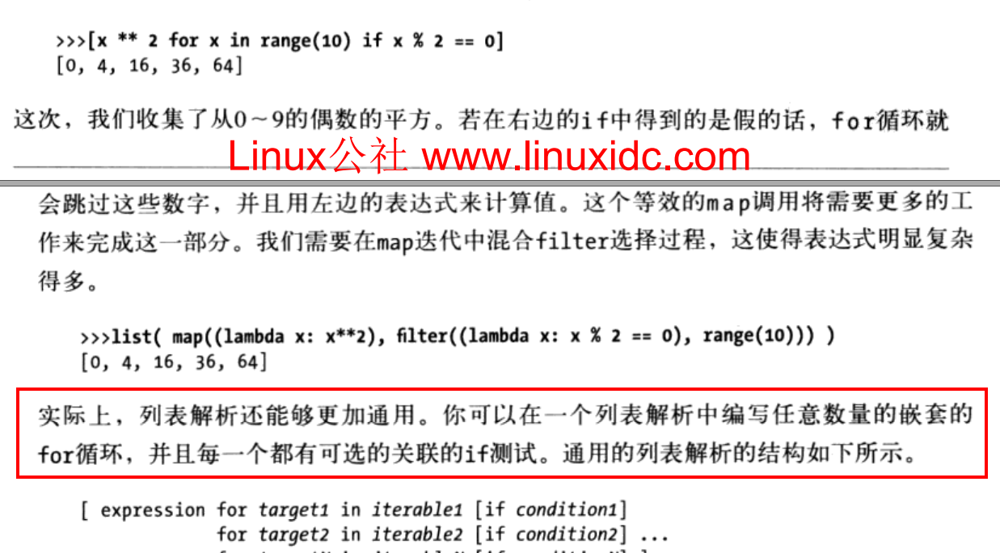 >>>[x ** 2 for x in range(10) if x % 2 == 0]
[0, 4, 16, 36, 64]
这次，我们收集了从0～9的偶数的平方。若在右边的if中得到的是假的话，for循环就
Linux公社 www.linuxidc.com
会跳过这些数字，并且用左边的表达式来计算值。这个等效的map调用将需要更多的工
作来完成这一部分。我们需要在map迭代中混合filter选择过程，这使得表达式明显复杂
得多。
>>>list( map((lambda x: x**2), filter((lambda x: x % 2 == 0), range(10))) )
[0, 4, 16, 36, 64]
实际上，列表解析还能够更加通用。你可以在一个列表解析中编写任意数量的嵌套的
for循环，并且每一个都有可选的关联的if测试。通用的列表解析的结构如下所示。
[ expression for target1 in iterable1 [if condition1]
for target2 in iterable2 [if condition2] ...